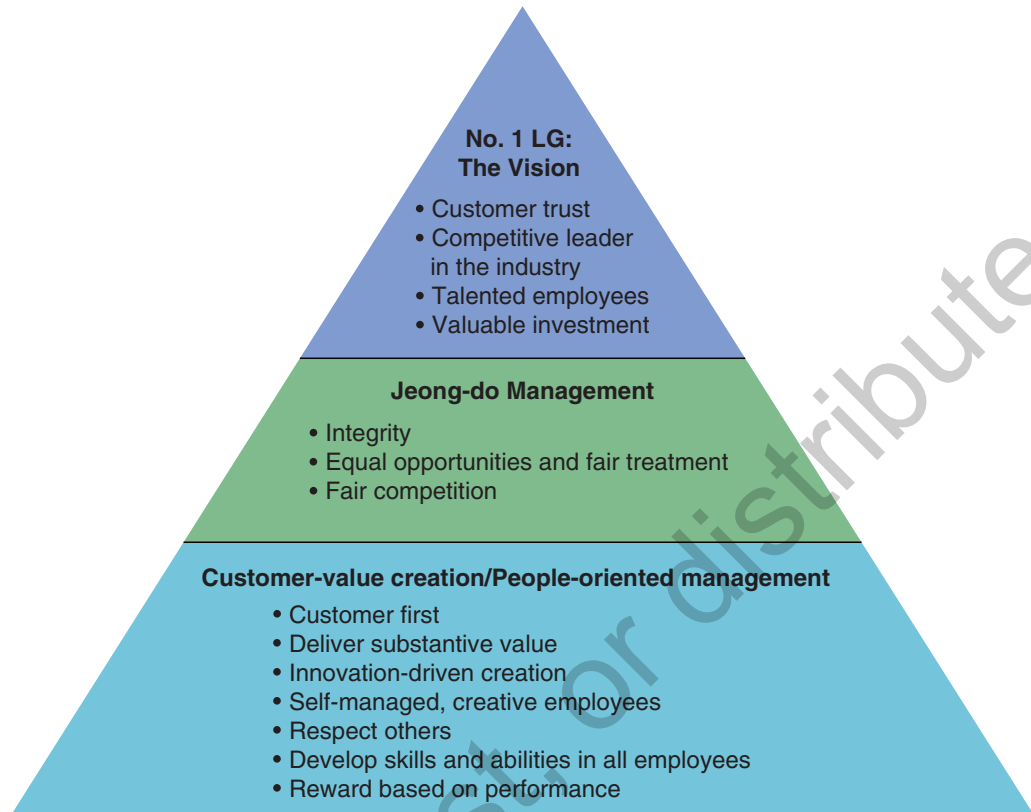 No. 1 LG:
The Vision
• Customer trust
• Competitive leader
in the industry
• Talented employees
• Valuable investment
Jeong-do Management
• Integrity
• Equal opportunities and fair treatment
• Fair competition
Customer-value creation/People-oriented management
• Customer first
• Deliver substantive value
• Innovation-driven creation
• Self-managed, creative employees
• Respect others
• Develop skills and abilities in all employees
• Reward based on performance
or distribute